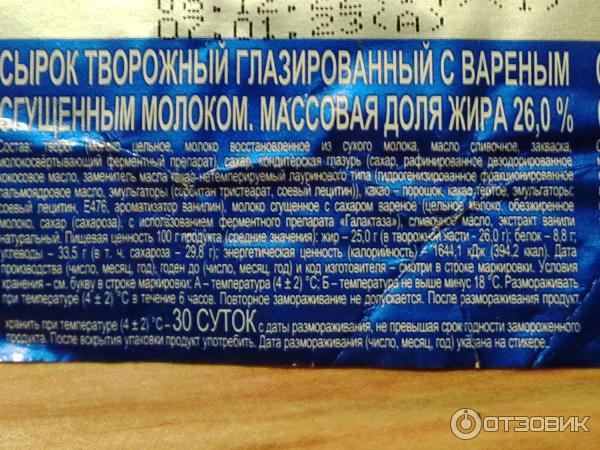 СЫРОК ТВОРОЖНЫЙ ГЛАЗИРОВАННЫЙ С ВАРЕНЫМ
СГУЩЕННЫМ МОЛОКОМ. МАССОВАЯ ДОЛЯ ЖИРА 26,0 %
Состав: творог (молоко цельное, молоко восстановленное из сухого молока, масло сливочное, закваска,
молокосвёртывающий ферментный препарат), сахар, кондитерская глазурь (сахар, рафинированное дезодорированное
кокосовое масло, заменитель масла какао нетемперируемый лауринового типа (гидрогенизированное фракционированное
пальмоядровое масло, эмульгаторы (сорбитан тристеарат, соевый лецитин)), какао – порошок, какао тертое, эмульгаторы:
соевый лецитин, Е476, ароматизатор ванилин), молоко сгущенное с сахаром вареное (цельное молоко, обезжиренное
молоко, сахар (сахароза), с использованием ферментного препарата «Галактаза»), сливочное масло, экстракт ванили
натуральный. Пищевая ценность 100 г продукта (средние значения): жир – 25,0 г (в творожной части - 26,0 г); белок – 8,8 г;
углеводы – 33,5 г (в т. ч. сахароза – 29,8 г); энергетическая ценность (калорийность) – 1644,1 кДж (394,2 ккал). Дата
производства (число, месяц, год), годен до (число, месяц, год) и код изготовителя – смотри в строке маркировки. Условия
хранения – см. букву в строке маркировки: А – температура (4 ± 2) °С; Б - температура не выше минус 18 °С. Размораживать
при температуре (4 ± 2) °С в течение 6 часов. Повторное замораживание не допускается. После размораживания продукт
хранить при температуре (4 ± 2) °С – 30 СУТОК с даты размораживания, не превышая срок годности замороженного
продукта. После вскрытия упаковки продукт употребить. Дата размораживания (число, месяц, год) указана на стикере.
ОТЗОВИК